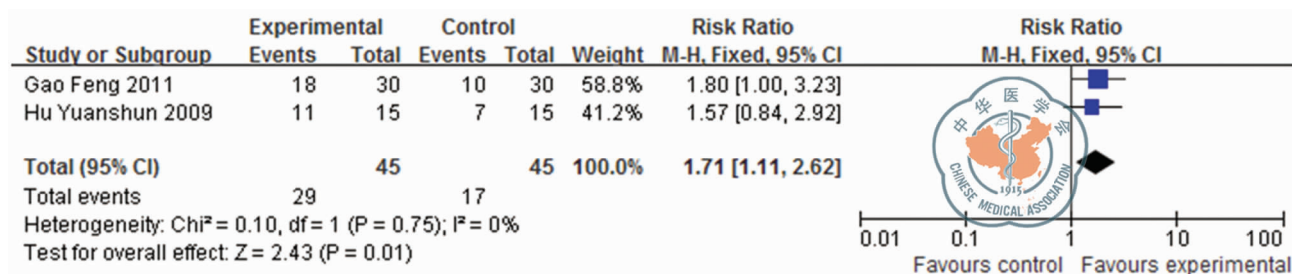 Experimental Control Risk Ratio Risk Ratio
Study or Subgroup Events Total Events Total Weight M-H, Fixed, 95% CI M-H, Fixed, 95% CI
Gao Feng 2011 18 30 10 30 58.8% 1.80 [1.00, 3.23]
Hu Yuanshun 2009 11 15 7 15 41.2% 1.57 [0.84, 2.92]
Total (95% CI) 45 45 100.0% 1.71 [1.11, 2.62]
Total events 29 17
Heterogeneity: Chi² = 0.10, df = 1 (P = 0.75); I² = 0%
Test for overall effect: Z = 2.43 (P = 0.01)
0.01 0.1 1 10 100
Favours control Favours experimental
中华医学会
1915
CHINESE MEDICAL ASSOCIATION